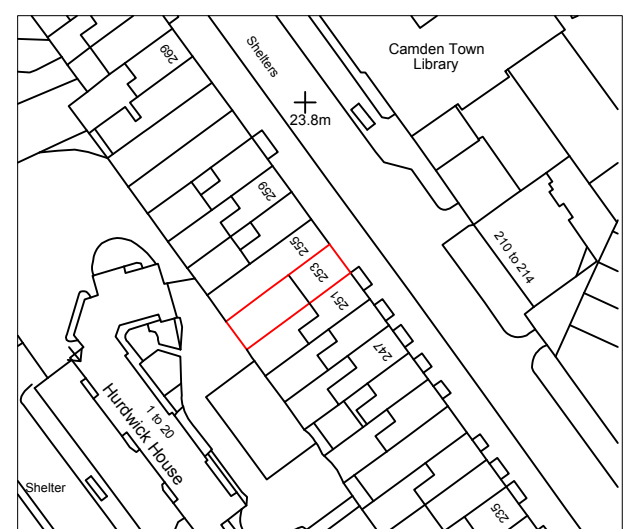 269
Shelters
Camden Town
Library
23.8m
259
255
253
251
210 to 214
247
1 to 20
Hurdwick House
Shelter
235